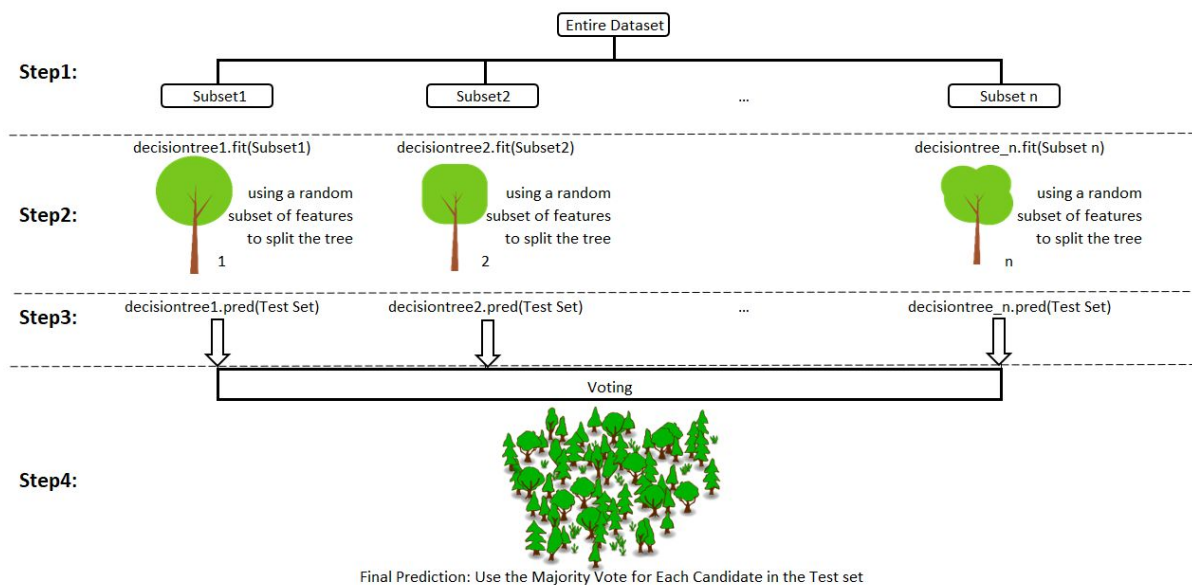 Entire Dataset
Step1:
Subset1
Subset2
...
Subset n
decisiontree1.fit(Subset1)
decisiontree2.fit(Subset2)
decisiontree_n.fit(Subset n)
Step2:
using a random
subset of features
to split the tree
1
using a random
subset of features
to split the tree
2
using a random
subset of features
to split the tree
n
Step3:
decisiontree1.pred(Test Set)
decisiontree2.pred(Test Set)
...
decisiontree_n.pred(Test Set)
Voting
Step4:
Final Prediction: Use the Majority Vote for Each Candidate in the Test set